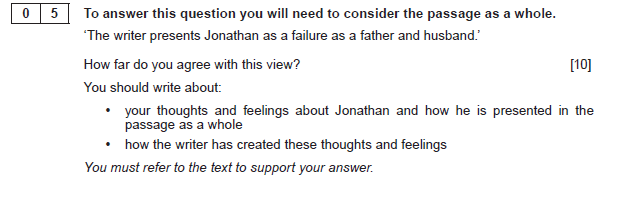 0 5 To answer this question you will need to consider the passage as a whole.
‘The writer presents Jonathan as a failure as a father and husband.’
How far do you agree with this view? [10]
You should write about:
• your thoughts and feelings about Jonathan and how he is presented in the
passage as a whole
• how the writer has created these thoughts and feelings
You must refer to the text to support your answer.